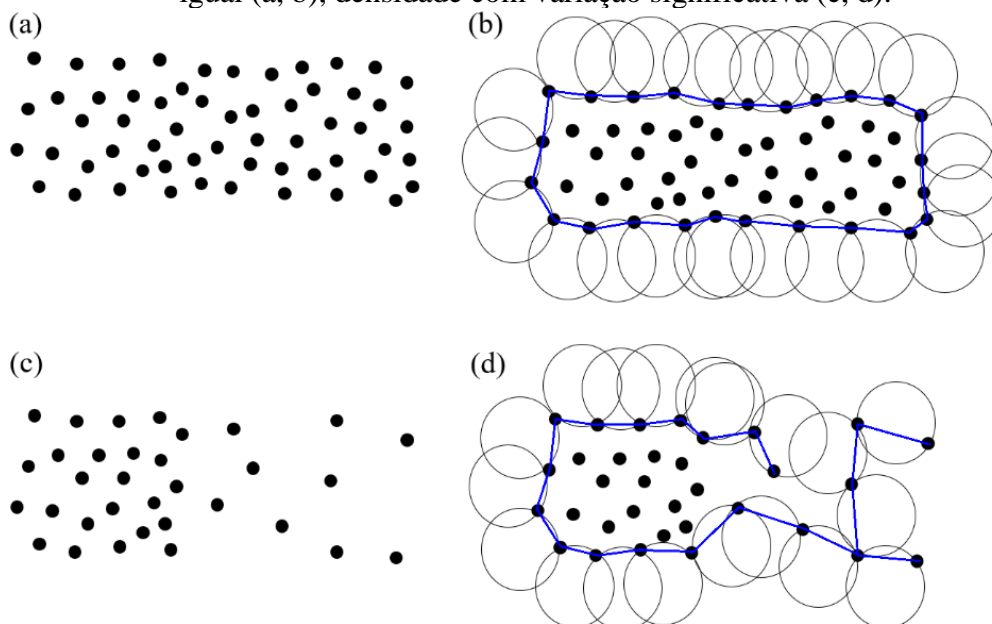 igual (a, b); densidade com variação significativa (c, d).
(a) (b)
(c) (d)